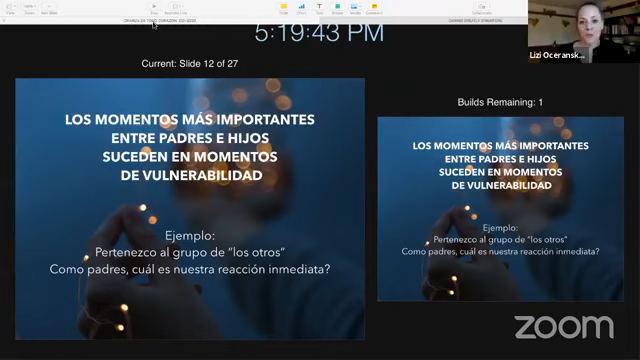 5:19:43 PM
Current: Slide 12 of 27
LOS MOMENTOS MÁS IMPORTANTES
ENTRE PADRES E HIJOS
SUCEDEN EN MOMENTOS
DE VULNERABILIDAD
Ejemplo:
Pertenezco al grupo de “los otros”
Como padres, cuál es nuestra reacción inmediata?
Builds Remaining: 1
LOS MOMENTOS MÁS IMPORTANTES
ENTRE PADRES E HIJOS
SUCEDEN EN MOMENTOS
DE VULNERABILIDAD
Ejemplo:
Pertenezco al grupo de “los otros”
Como padres, cuál es nuestra reacción inmediata?
Lizi Oceransk...
zoom